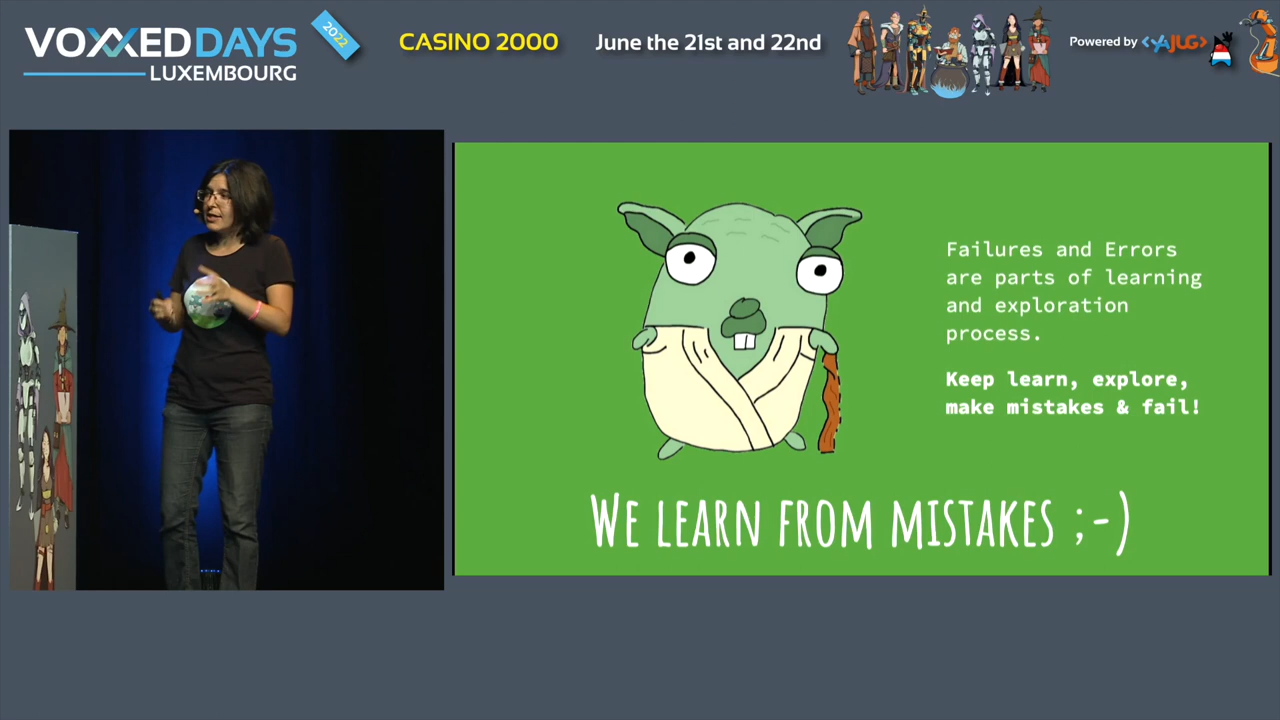 VOXXEDDAYS
LUXEMBOURG
2022
CASINO 2000
June the 21st and 22nd
Powered by <YAJUG>
Failures and Errors
are parts of learning
and exploration
process.
Keep learn, explore,
make mistakes & fail!
WE LEARN FROM MISTAKES ;-)